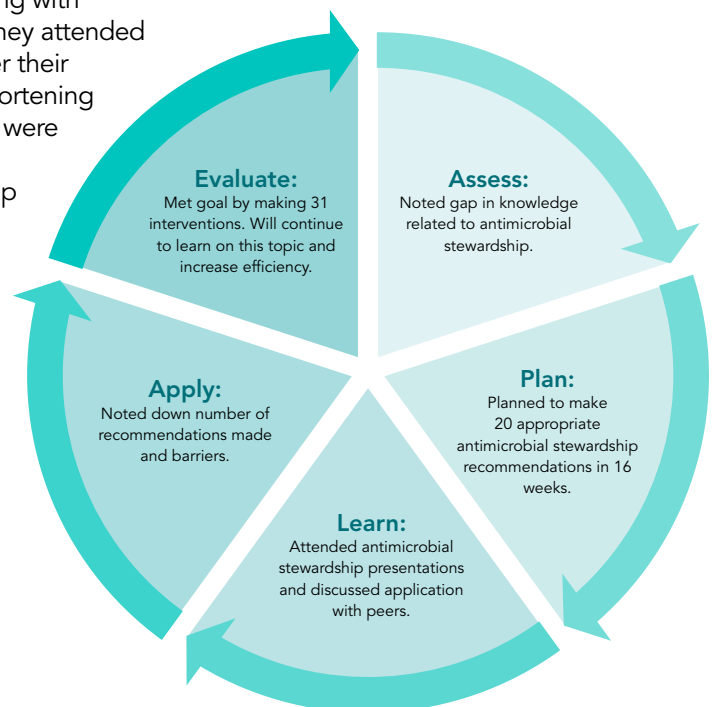 ng with
hey attended
r their
ortening
were
p
Assess:
Noted gap in knowledge
related to antimicrobial
stewardship.
Plan:
Planned to make
20 appropriate
antimicrobial stewardship
recommendations in 16
weeks.
Learn:
Attended antimicrobial
stewardship presentations
and discussed application
with peers.
Apply:
Noted down number of
recommendations made
and barriers.
Evaluate:
Met goal by making 31
interventions. Will continue
to learn on this topic and
increase efficiency.